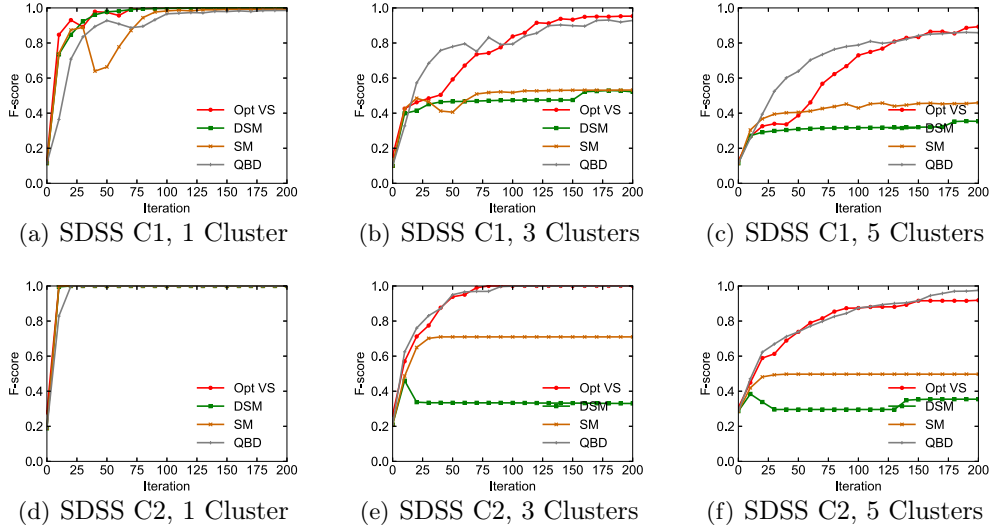 F-score
1.0
0.8
0.6
0.4
0.2
0.0
Opt VS
DSM
SM
QBD
0 25 50 75 100 125 150 175 200
Iteration
(a) SDSS C1, 1 Cluster
F-score
1.0
0.8
0.6
0.4
0.2
0.0
Opt VS
DSM
SM
QBD
0 25 50 75 100 125 150 175 200
Iteration
(b) SDSS C1, 3 Clusters
F-score
1.0
0.8
0.6
0.4
0.2
0.0
Opt VS
DSM
SM
QBD
0 25 50 75 100 125 150 175 200
Iteration
(c) SDSS C1, 5 Clusters
F-score
1.0
0.8
0.6
0.4
0.2
0.0
Opt VS
DSM
SM
QBD
0 25 50 75 100 125 150 175 200
Iteration
(d) SDSS C2, 1 Cluster
F-score
1.0
0.8
0.6
0.4
0.2
0.0
Opt VS
DSM
SM
QBD
0 25 50 75 100 125 150 175 200
Iteration
(e) SDSS C2, 3 Clusters
F-score
1.0
0.8
0.6
0.4
0.2
0.0
Opt VS
DSM
SM
QBD
0 25 50 75 100 125 150 175 200
Iteration
(f) SDSS C2, 5 Clusters